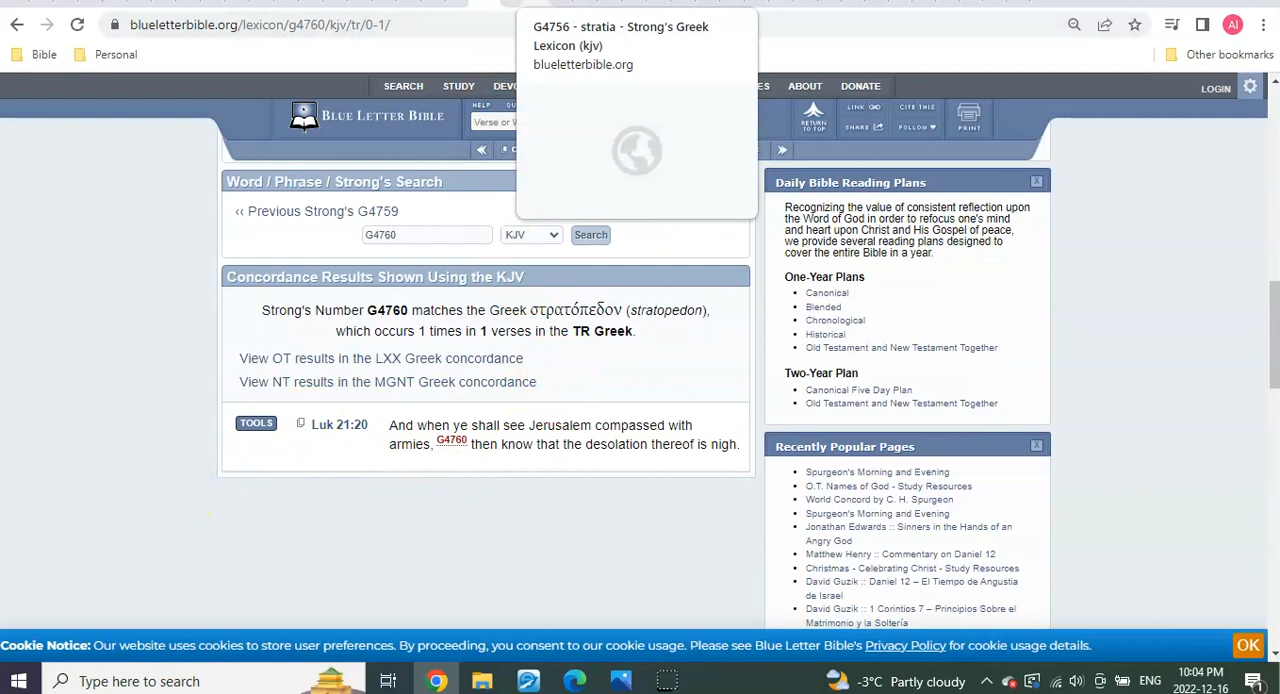 G4756 - stratia - Strong's Greek
Lexicon (kjv)
blueletterbible.org
blueletterbible.org/lexicon/g4760/kjv/tr/0-1/
AI
Bible
Personal
Other bookmarks
SEARCH
STUDY
ABOUT
DONATE
LOGIN
BLUE LETTER BIBLE
HELP
Verse or W
RETURN
TO TOP
LINK
SHARE
CITE THIS
FOLLOW
PRINT
Word / Phrase / Strong's Search
‹‹ Previous Strong's G4759
G4760
KJV
Search
Concordance Results Shown Using the KJV
Strong's Number G4760 matches the Greek στρατόπεδον (stratopedon),
which occurs 1 times in 1 verses in the TR Greek.
View OT results in the LXX Greek concordance
View NT results in the MGNT Greek concordance
TOOLS
Luk 21:20
And when ye shall see Jerusalem compassed with
armies, G4760 then know that the desolation thereof is nigh.
Daily Bible Reading Plans
X
Recognizing the value of consistent reflection upon
the Word of God in order to refocus one's mind
and heart upon Christ and His Gospel of peace,
we provide several reading plans designed to
cover the entire Bible in a year.
One-Year Plans
Canonical
Blended
Chronological
Historical
Old Testament and New Testament Together
Two-Year Plan
Canonical Five Day Plan
Old Testament and New Testament Together
Recently Popular Pages
X
Spurgeon's Morning and Evening
O.T. Names of God - Study Resources
World Concord by C. H. Spurgeon
Spurgeon's Morning and Evening
Jonathan Edwards :: Sinners in the Hands of an
Angry God
Matthew Henry :: Commentary on Daniel 12
Christmas - Celebrating Christ - Study Resources
David Guzik :: Daniel 12 – El Tiempo de Angustia
de Israel
David Guzik :: 1 Corintios 7 – Principios Sobre el
Matrimonio y la Soltería
Cookie Notice: Our website uses cookies to store user preferences. By proceeding, you consent to our cookie usage. Please see Blue Letter Bible's Privacy Policy for cookie usage details.
OK
Type here to search
-3°C Partly cloudy
ENG
10:04 PM
2022-12-16
1